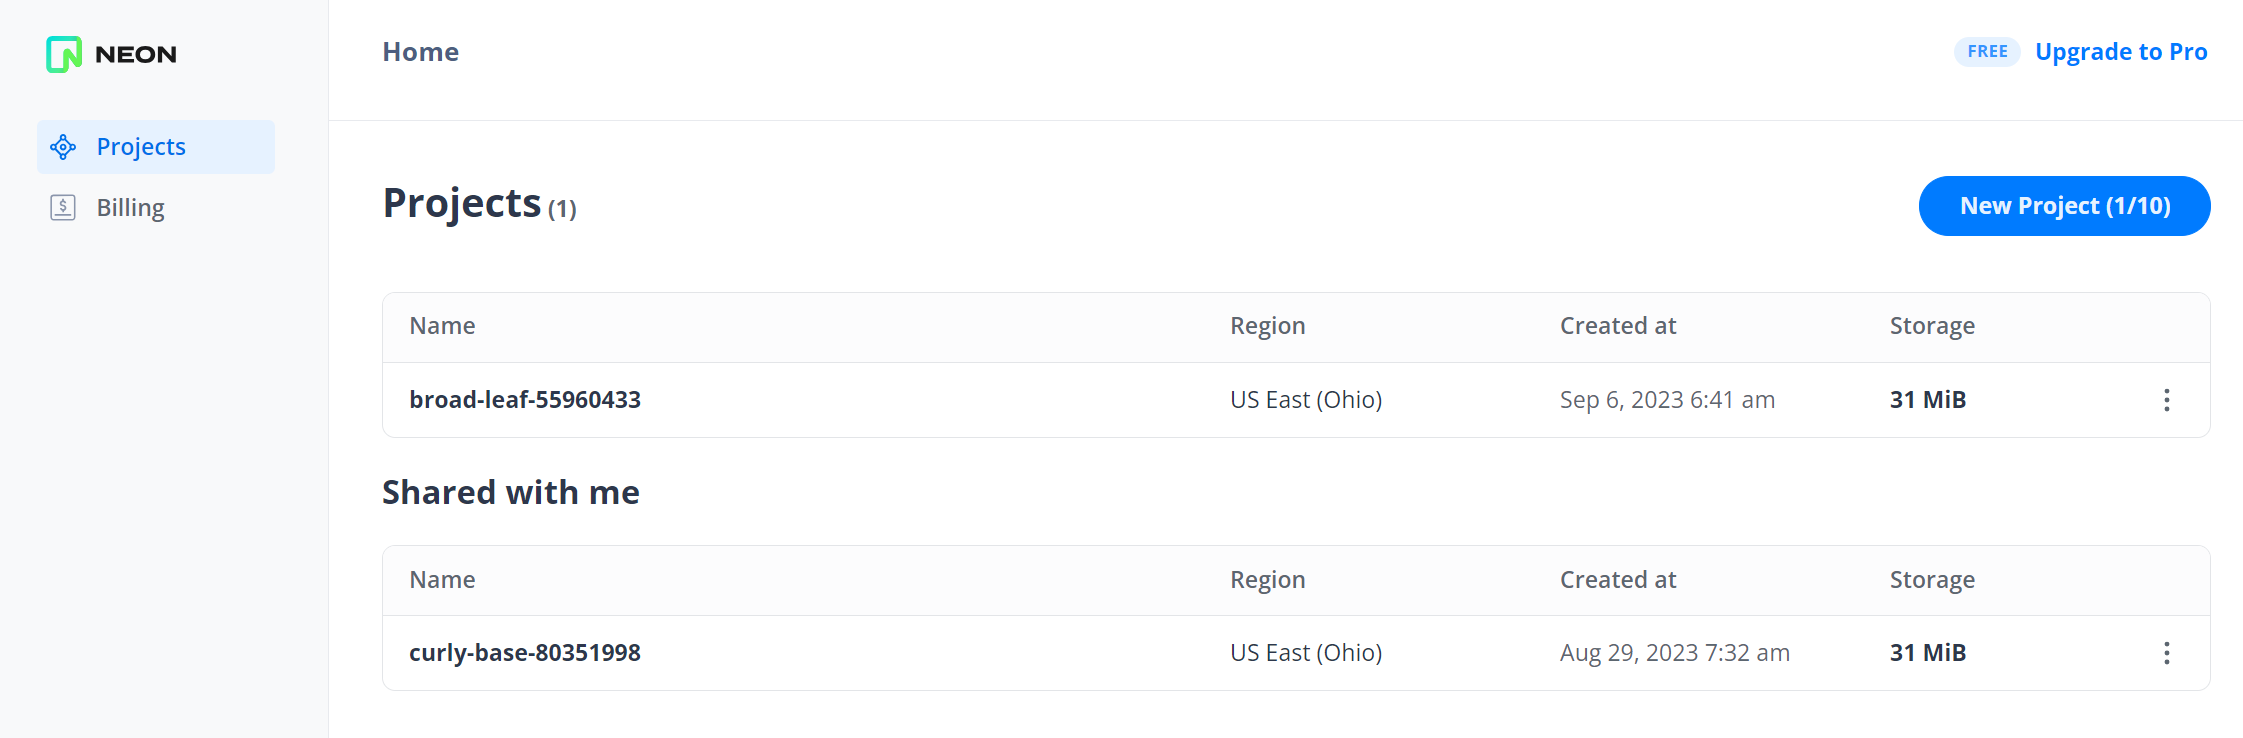 NEON
Home
FREE Upgrade to Pro
Projects
Billing
Projects (1)
New Project (1/10)
Name Region Created at Storage
broad-leaf-55960433 US East (Ohio) Sep 6, 2023 6:41 am 31 MiB
Shared with me
Name Region Created at Storage
curly-base-80351998 US East (Ohio) Aug 29, 2023 7:32 am 31 MiB